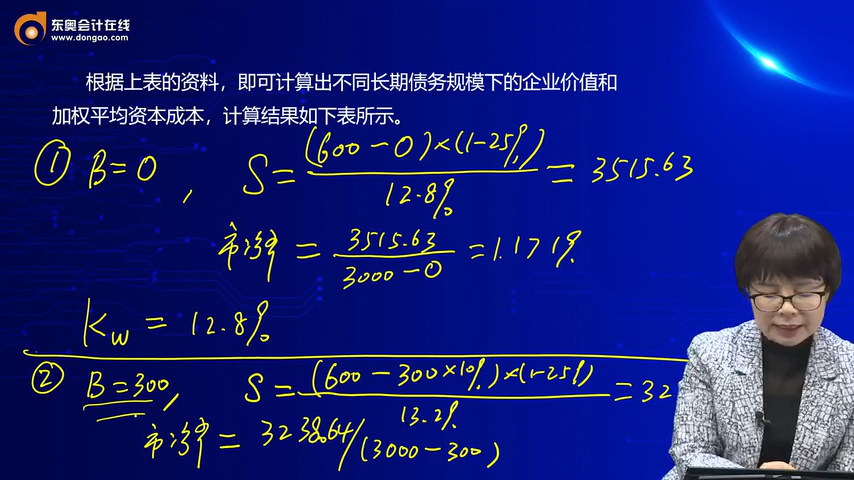 东奥会计在线
www.dongao.com
根据上表的资料，即可计算出不同长期债务规模下的企业价值和
加权平均资本成本，计算结果如下表所示。
① B=0, S=(600-0)×(1-25%)/12.8%=3515.63
市净率=3515.63/3000-0=1.171%
Kw=12.8%
② B=300, S=(600-300×10%)×(1-25%)/13.2%=32
市净率=3238.64/(3000-300)